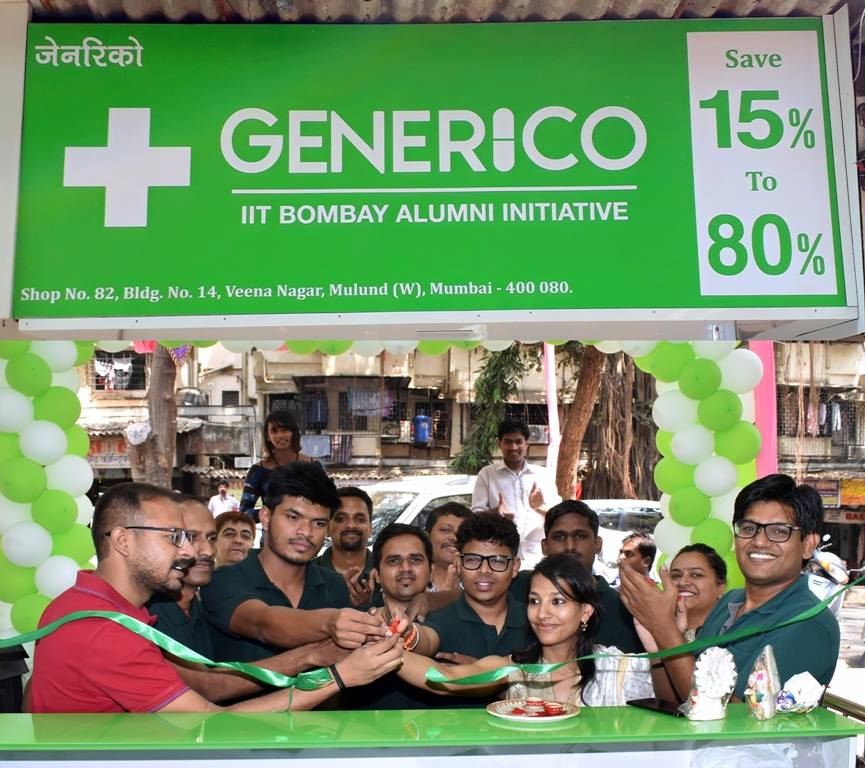 जेनरिको
GENERICO
IIT BOMBAY ALUMNI INITIATIVE
Shop No. 82, Bldg. No. 14, Veena Nagar, Mulund (W), Mumbai - 400 080.
Save
15%
To
80%